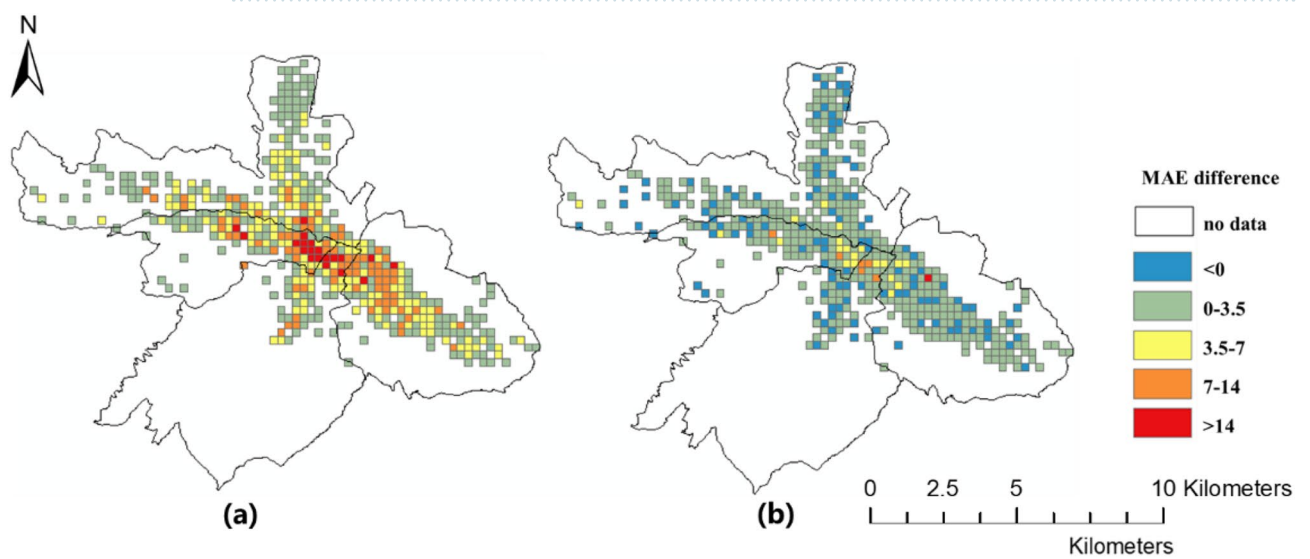 N
MAE difference
no data
<0
0-3.5
3.5-7
7-14
>14
(a)
(b)
0 2.5 5 10 Kilometers
Kilometers